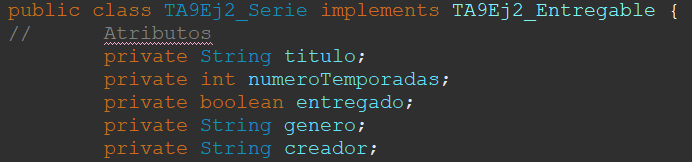 public class TA9Ej2_Serie implements TA9Ej2_Entregable {
//      Atributos
        private String titulo;
        private int numeroTemporadas;
        private boolean entregado;
        private String genero;
        private String creador;